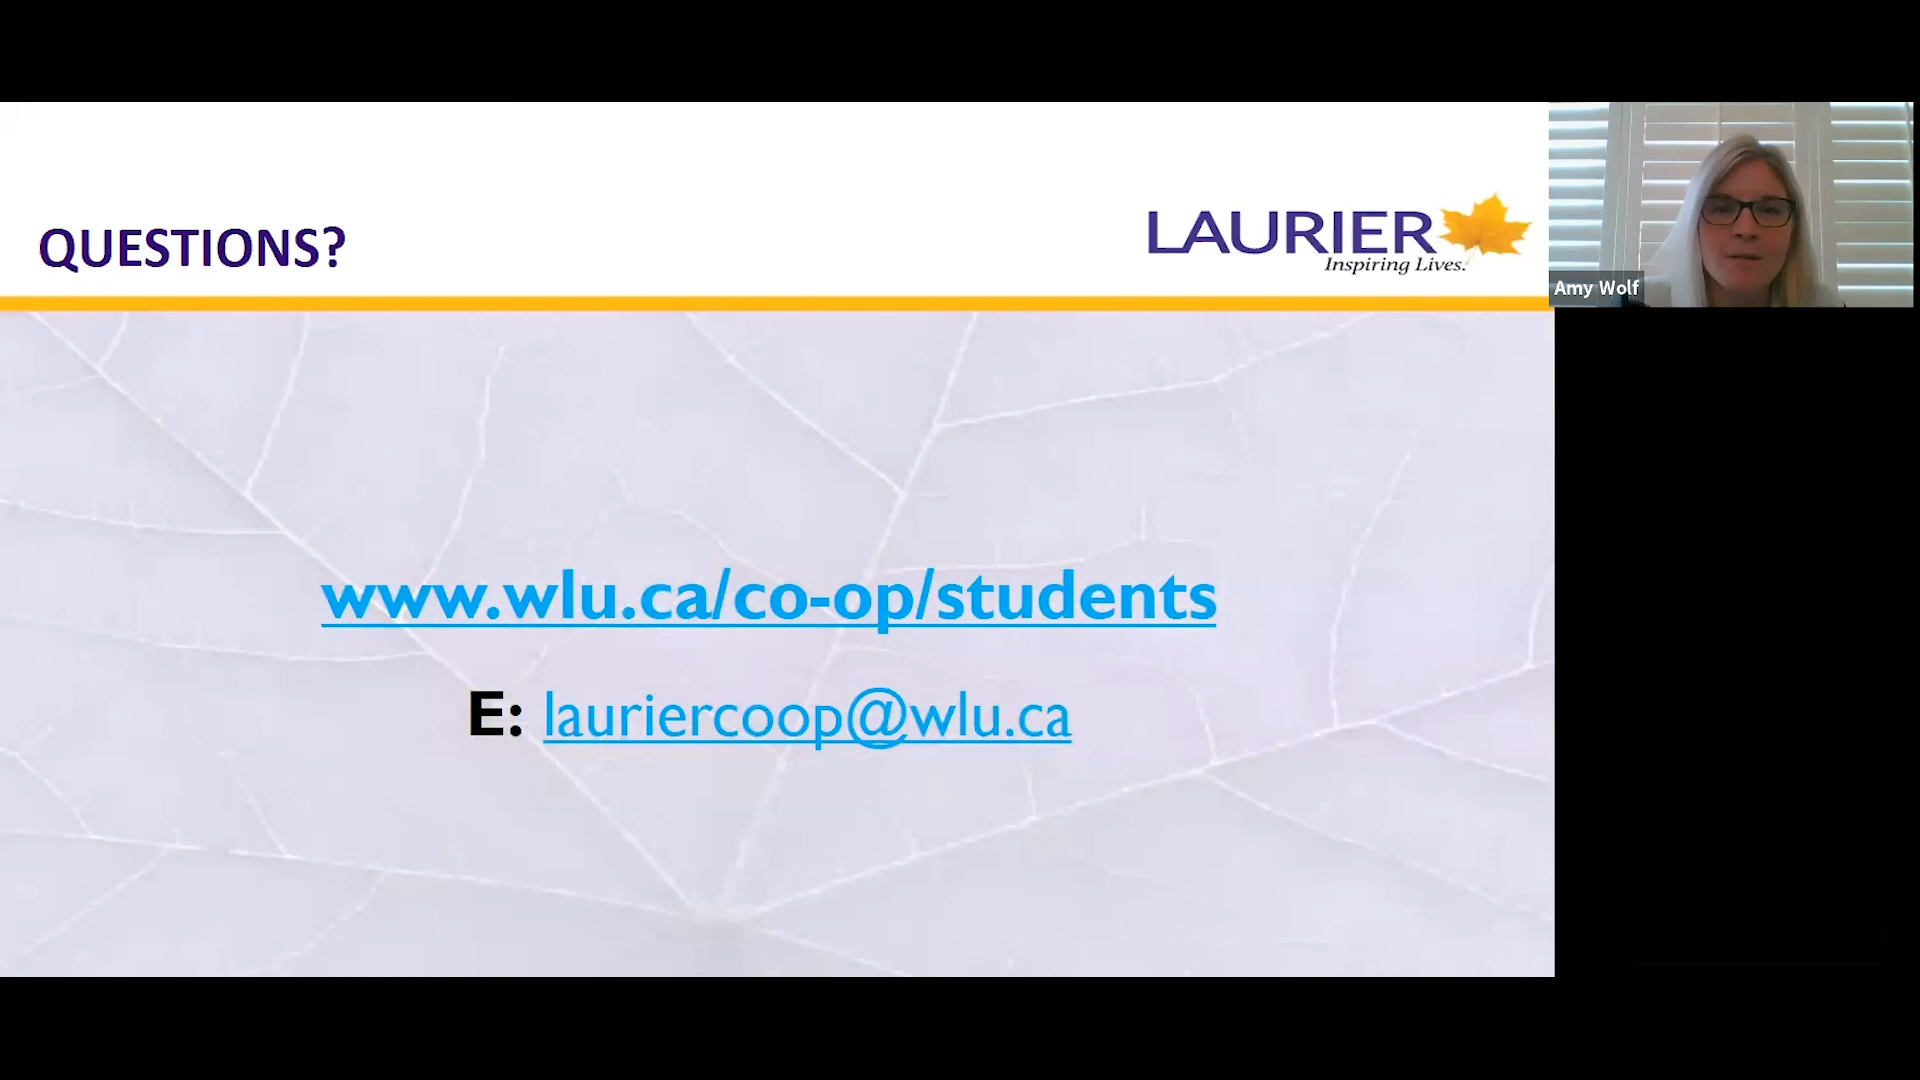 QUESTIONS?
LAURIER
Inspiring Lives.
Amy Wolf
www.wlu.ca/co-op/students
E: lauriercoop@wlu.ca